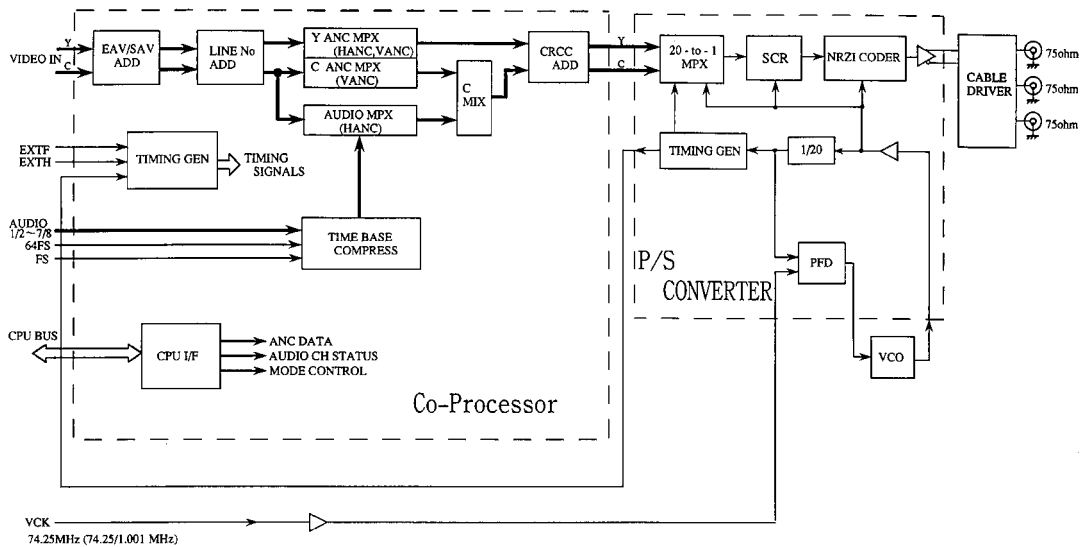 Y
VIDEO IN
C
EAV/SAV
ADD
LINE No
ADD
Y ANC MPX
(HANC,VANC)
C ANC MPX
(VANC)
AUDIO MPX
(HANC)
C
MIX
CRCC
ADD
Y
C
20 - to - 1
MPX
SCR
NRZI CODER
CABLE
DRIVER
75ohm
75ohm
75ohm
EXTF
EXTH
TIMING GEN
TIMING
SIGNALS
TIMING GEN
1/20
AUDIO
1/2~7/8
64FS
FS
TIME BASE
COMPRESS
P/S
CONVERTER
PFD
VCO
CPU BUS
CPU I/F
ANC DATA
AUDIO CH STATUS
MODE CONTROL
Co-Processor
VCK
74.25MHz (74.25/1.001 MHz)